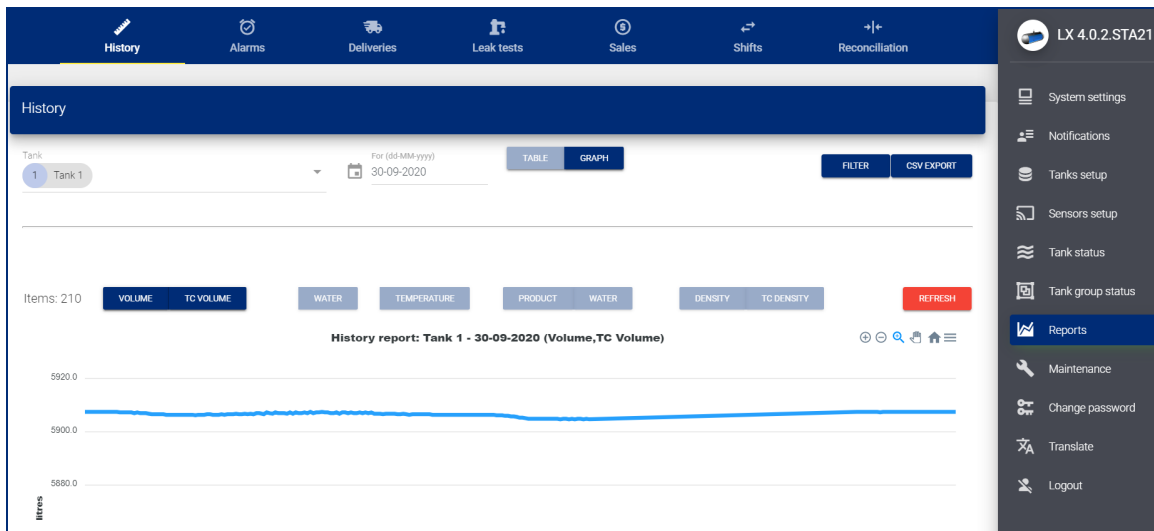 History
Alarms
Deliveries
Leak tests
Sales
Shifts
Reconciliation
LX 4.0.2.STA21
History
Tank
1 Tank 1
For (dd-MM-yyyy)
30-09-2020
TABLE GRAPH
FILTER CSV EXPORT
Items: 210
VOLUME TC VOLUME
WATER
TEMPERATURE
PRODUCT WATER
DENSITY TC DENSITY
REFRESH
History report: Tank 1 - 30-09-2020 (Volume,TC Volume)
5920.0
5900.0
5880.0
litres
System settings
Notifications
Tanks setup
Sensors setup
Tank status
Tank group status
Reports
Maintenance
Change password
Translate
Logout